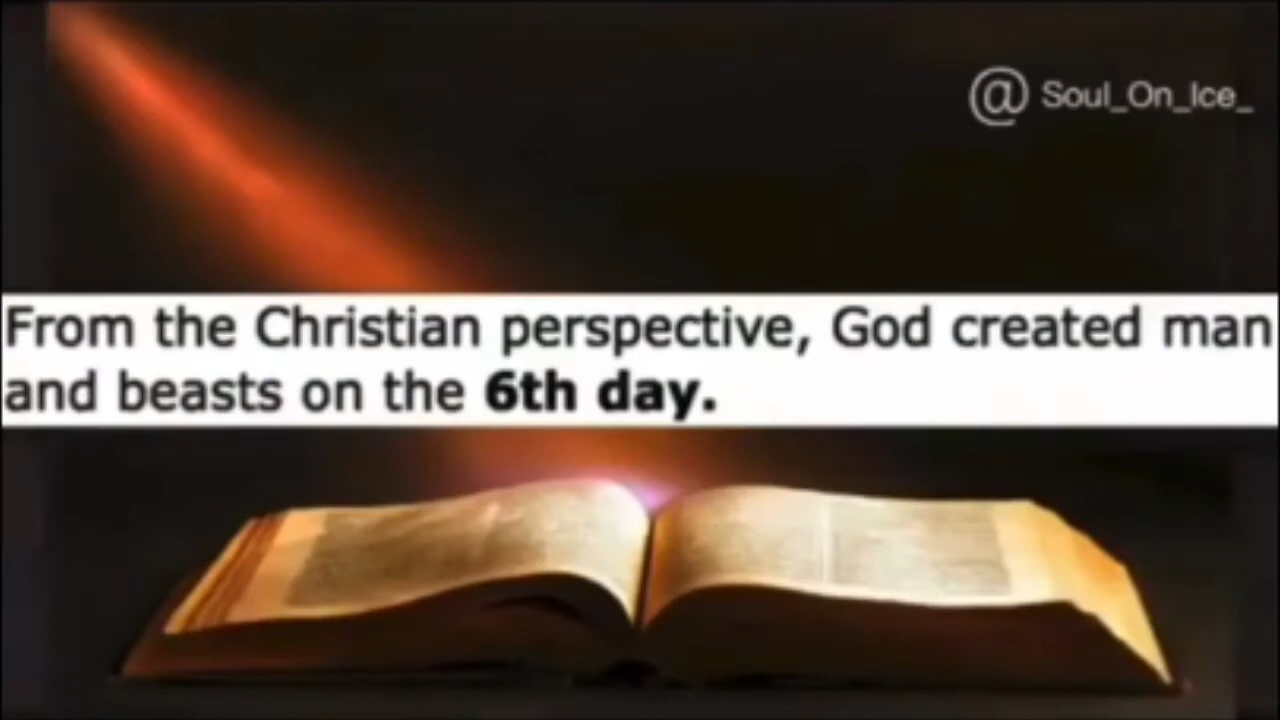 @ Soul_On_Ice_
From the Christian perspective, God created man
and beasts on the 6th day.